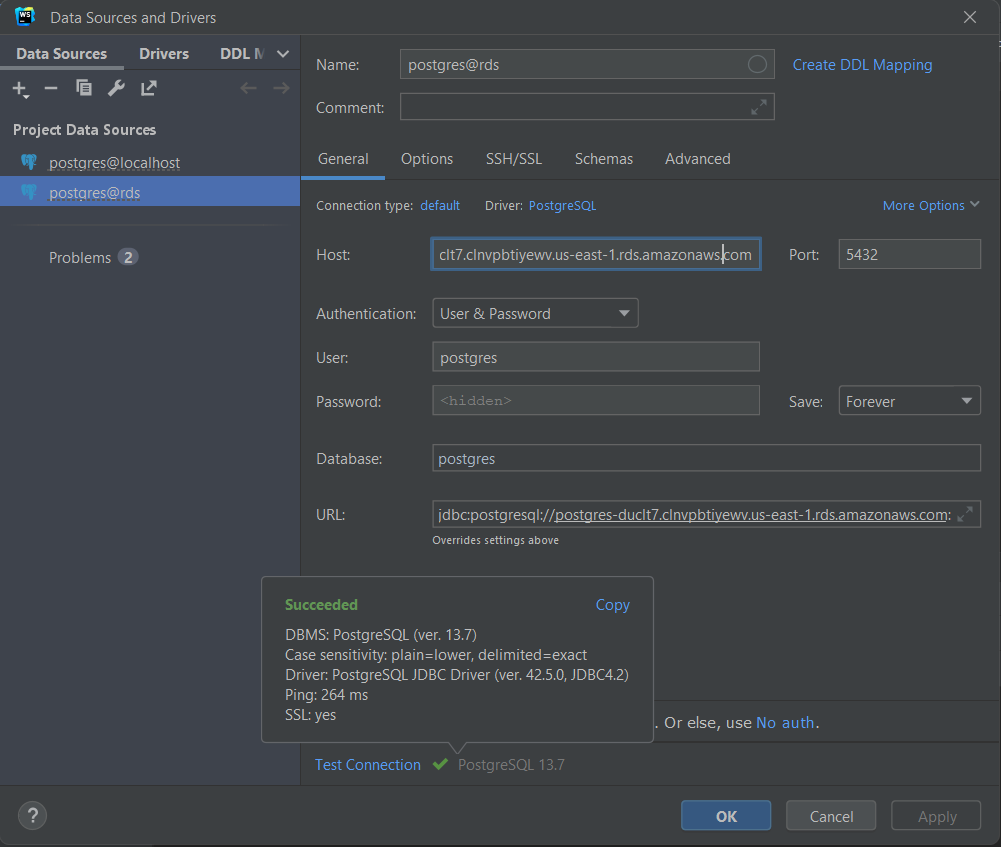 WS Data Sources and Drivers
Data Sources Drivers DDL M
Project Data Sources
postgres@localhost
postgres@rds
Problems 2
Name: postgres@rds Create DDL Mapping
Comment:
General Options SSH/SSL Schemas Advanced
Connection type: default Driver: PostgreSQL More Options
Host: clt7.clnvpbtiyewv.us-east-1.rds.amazonaws.com Port: 5432
Authentication: User & Password
User: postgres
Password: <hidden> Save: Forever
Database: postgres
URL: jdbc:postgresql://postgres-duclt7.clnvpbtiyewv.us-east-1.rds.amazonaws.com:
Overrides settings above
Succeeded Copy
DBMS: PostgreSQL (ver. 13.7)
Case sensitivity: plain=lower, delimited=exact
Driver: PostgreSQL JDBC Driver (ver. 42.5.0, JDBC4.2)
Ping: 264 ms
SSL: yes
. Or else, use No auth.
Test Connection PostgreSQL 13.7
? OK Cancel Apply